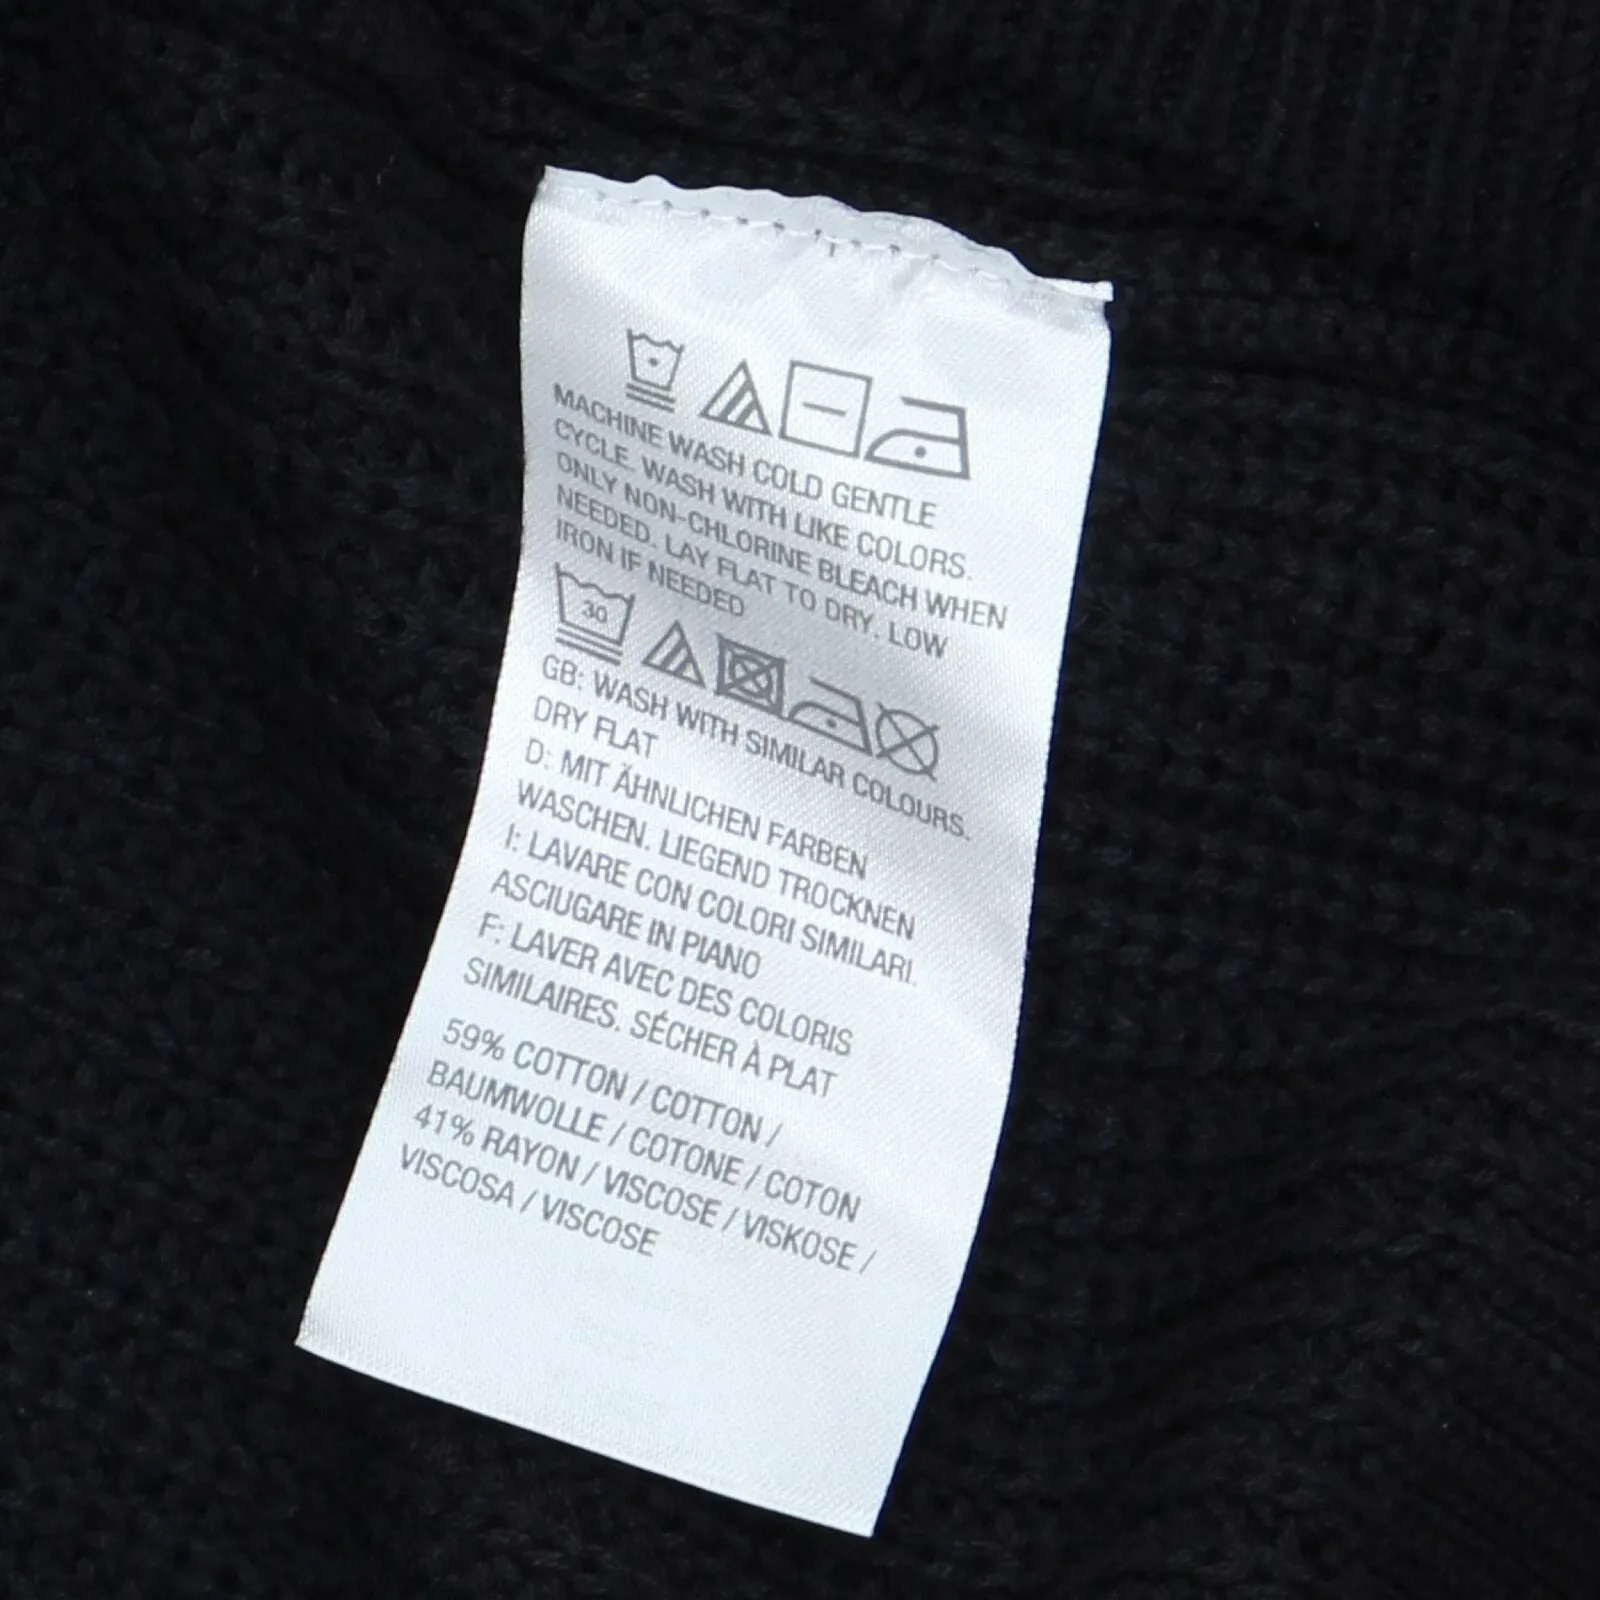 MACHINE WASH COLD GENTLE
CYCLE. WASH WITH LIKE COLORS.
ONLY NON-CHLORINE BLEACH WHEN
NEEDED. LAY FLAT TO DRY. LOW
IRON IF NEEDED
30
GB: WASH WITH SIMILAR COLOURS.
DRY FLAT
D: MIT ÄHNLICHEN FARBEN
WASCHEN. LIEGEND TROCKNEN
I: LAVARE CON COLORI SIMILARI.
ASCIUGARE IN PIANO
F: LAVER AVEC DES COLORIS
SIMILAIRES. SÉCHER À PLAT
59% COTTON / COTTON /
BAUMWOLLE / COTONE / COTON
41% RAYON / VISCOSE / VISKOSE /
VISCOSA / VISCOSE